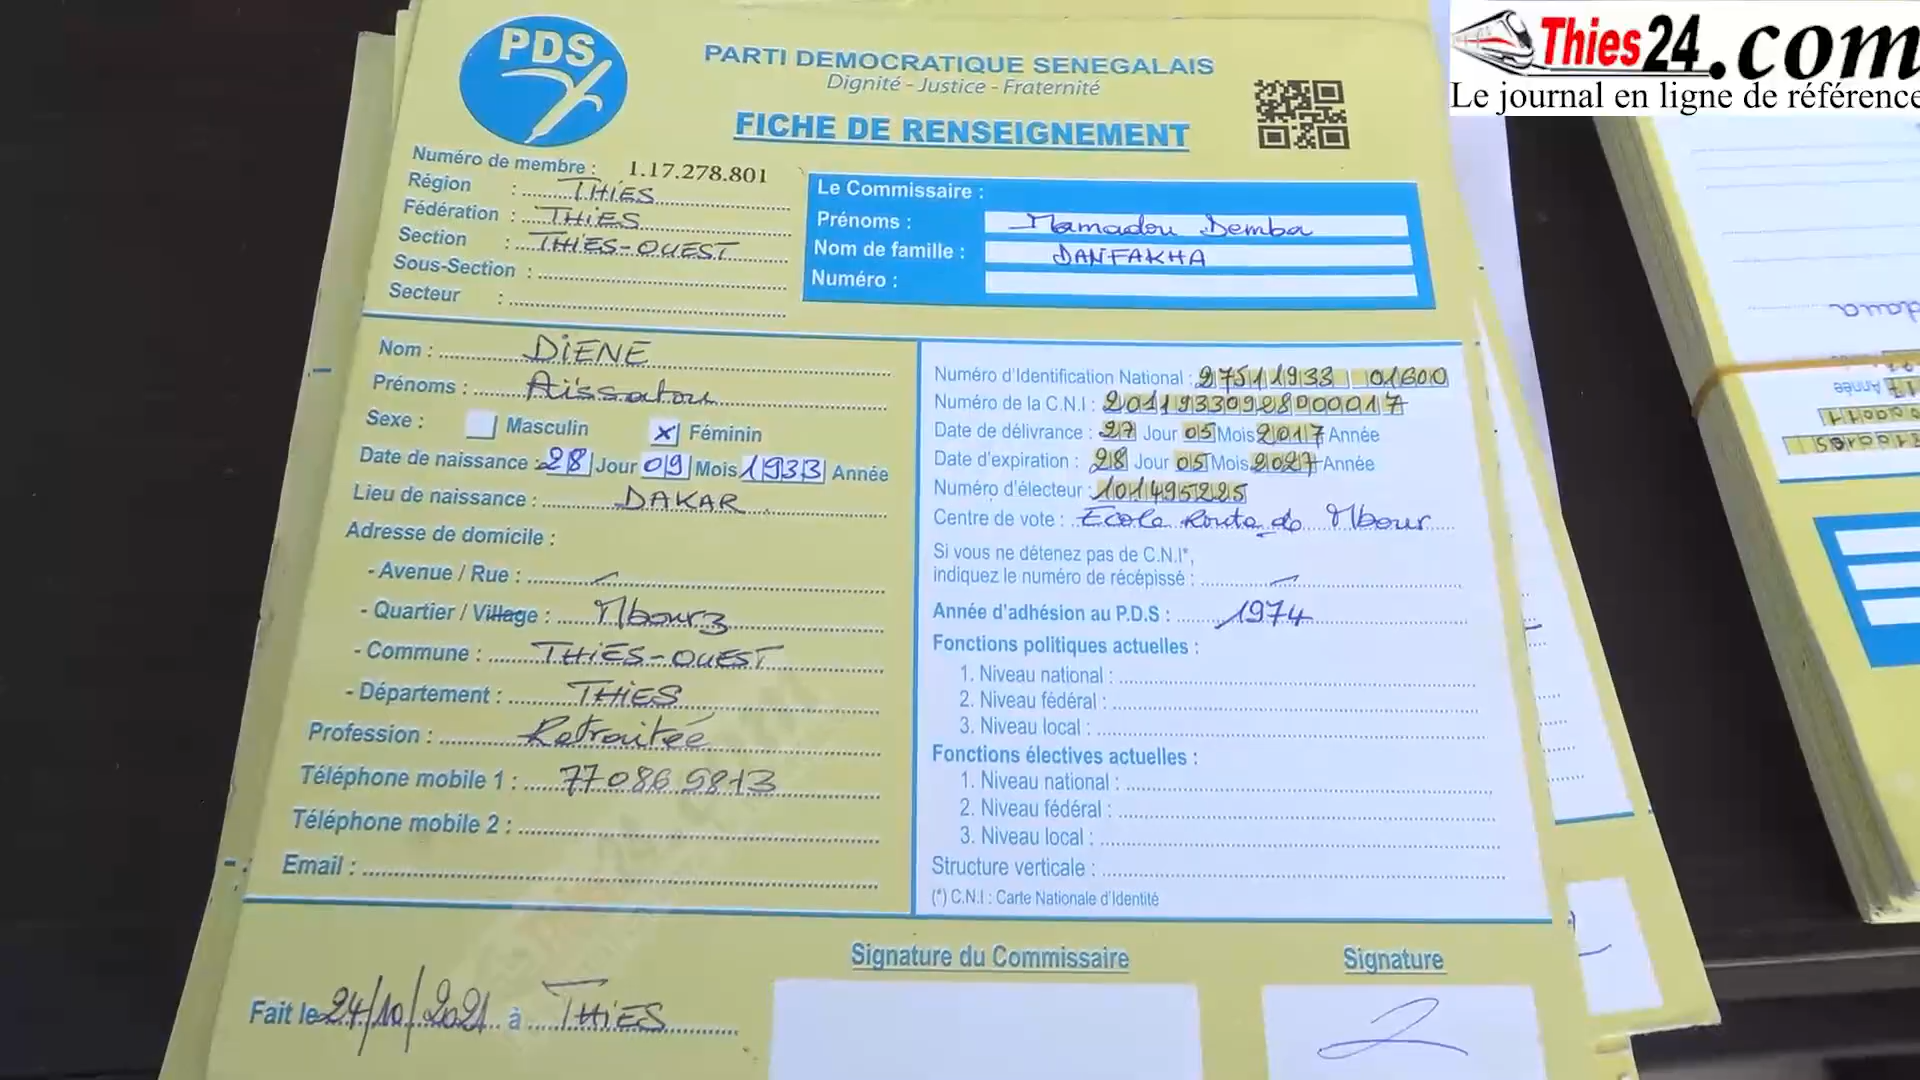 Thies24.com
Le journal en ligne de référence
PDS
PARTI DEMOCRATIQUE SENEGALAIS
Dignité - Justice - Fraternité
FICHE DE RENSEIGNEMENT
Numéro de membre : 1.17.278.801
Région : THIES
Fédération : THIES
Section : THIES-OUEST
Sous-Section :
Secteur :
Le Commissaire :
Prénoms : Mamadou Demba
Nom de famille : DANFAKHA
Numéro :
Nom : DIENE
Prénoms : Aïssatou
Sexe : Masculin x Féminin
Date de naissance : 28 Jour 09 Mois 1933 Année
Lieu de naissance : DAKAR
Adresse de domicile :
- Avenue / Rue :
- Quartier / Village : Mbour3
- Commune : THIES-OUEST
- Département : THIES
Profession : Retraitée
Téléphone mobile 1 : 77 086 5813
Téléphone mobile 2 :
Email :
Numéro d'Identification National : 27511933 01600
Numéro de la C.N.I : 20119330928000017
Date de délivrance : 27 Jour 05 Mois 2017 Année
Date d'expiration : 28 Jour 05 Mois 2027 Année
Numéro d'électeur : 101495225
Centre de vote : Ecole Route de Mbour
Si vous ne détenez pas de C.N.I*,
indiquez le numéro de récépissé :
Année d'adhésion au P.D.S : 1974
Fonctions politiques actuelles :
1. Niveau national :
2. Niveau fédéral :
3. Niveau local :
Fonctions électives actuelles :
1. Niveau national :
2. Niveau fédéral :
3. Niveau local :
Structure verticale :
(*) C.N.I : Carte Nationale d'Identité
Fait le 24/10/2021 à THIES
Signature du Commissaire
Signature